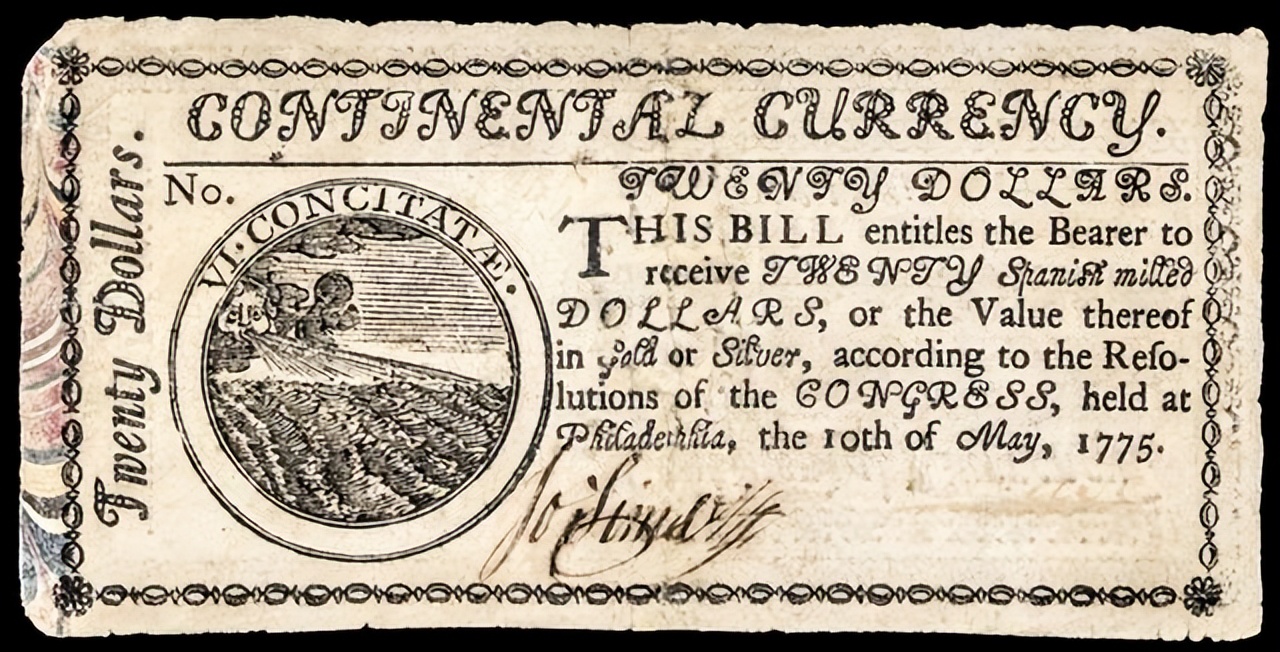 CONTINENTAL CURRENCY.
Twenty Dollars.
No.
VI·CONCITATÆ.
TWENTY DOLLARS.
THIS BILL entitles the Bearer to
receive TWENTY Spanish milled
DOLLARS, or the Value thereof
in Gold or Silver, according to the Reſo-
lutions of the CONGRESS, held at
Philadelphia, the 10th of May, 1775.